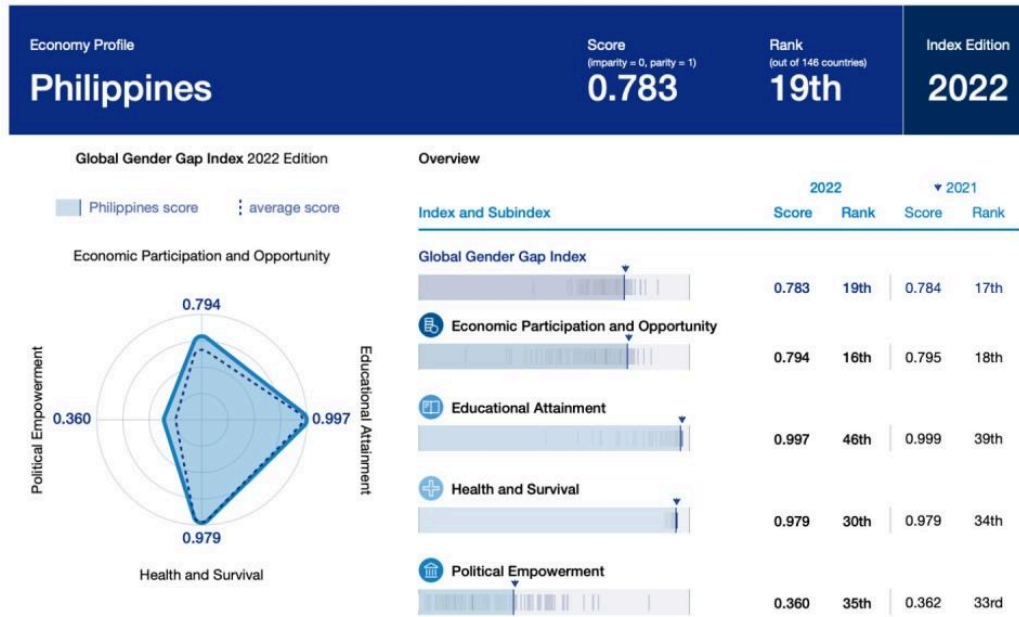 Economy Profile
Philippines
Score
(imparity = 0, parity = 1)
0.783
Rank
(out of 146 countries)
19th
Index Edition
2022
Global Gender Gap Index 2022 Edition
Philippines score
average score
Economic Participation and Opportunity
0.794
Political Empowerment
0.360
0.997
Educational Attainment
0.979
Health and Survival
Overview
2022 2021
Index and Subindex Score Rank Score Rank
Global Gender Gap Index
0.783 19th 0.784 17th
Economic Participation and Opportunity
0.794 16th 0.795 18th
Educational Attainment
0.997 46th 0.999 39th
Health and Survival
0.979 30th 0.979 34th
Political Empowerment
0.360 35th 0.362 33rd